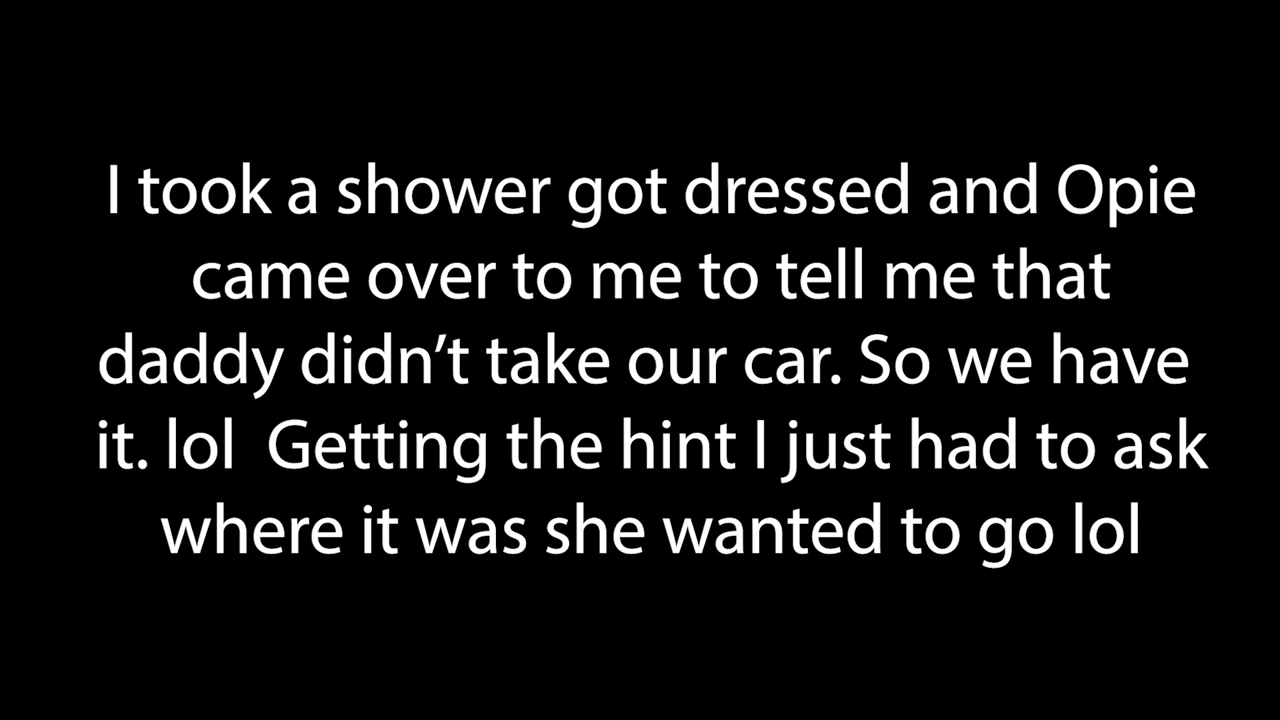 I took a shower got dressed and Opie
came over to me to tell me that
daddy didn’t take our car. So we have
it. lol  Getting the hint I just had to ask
where it was she wanted to go lol